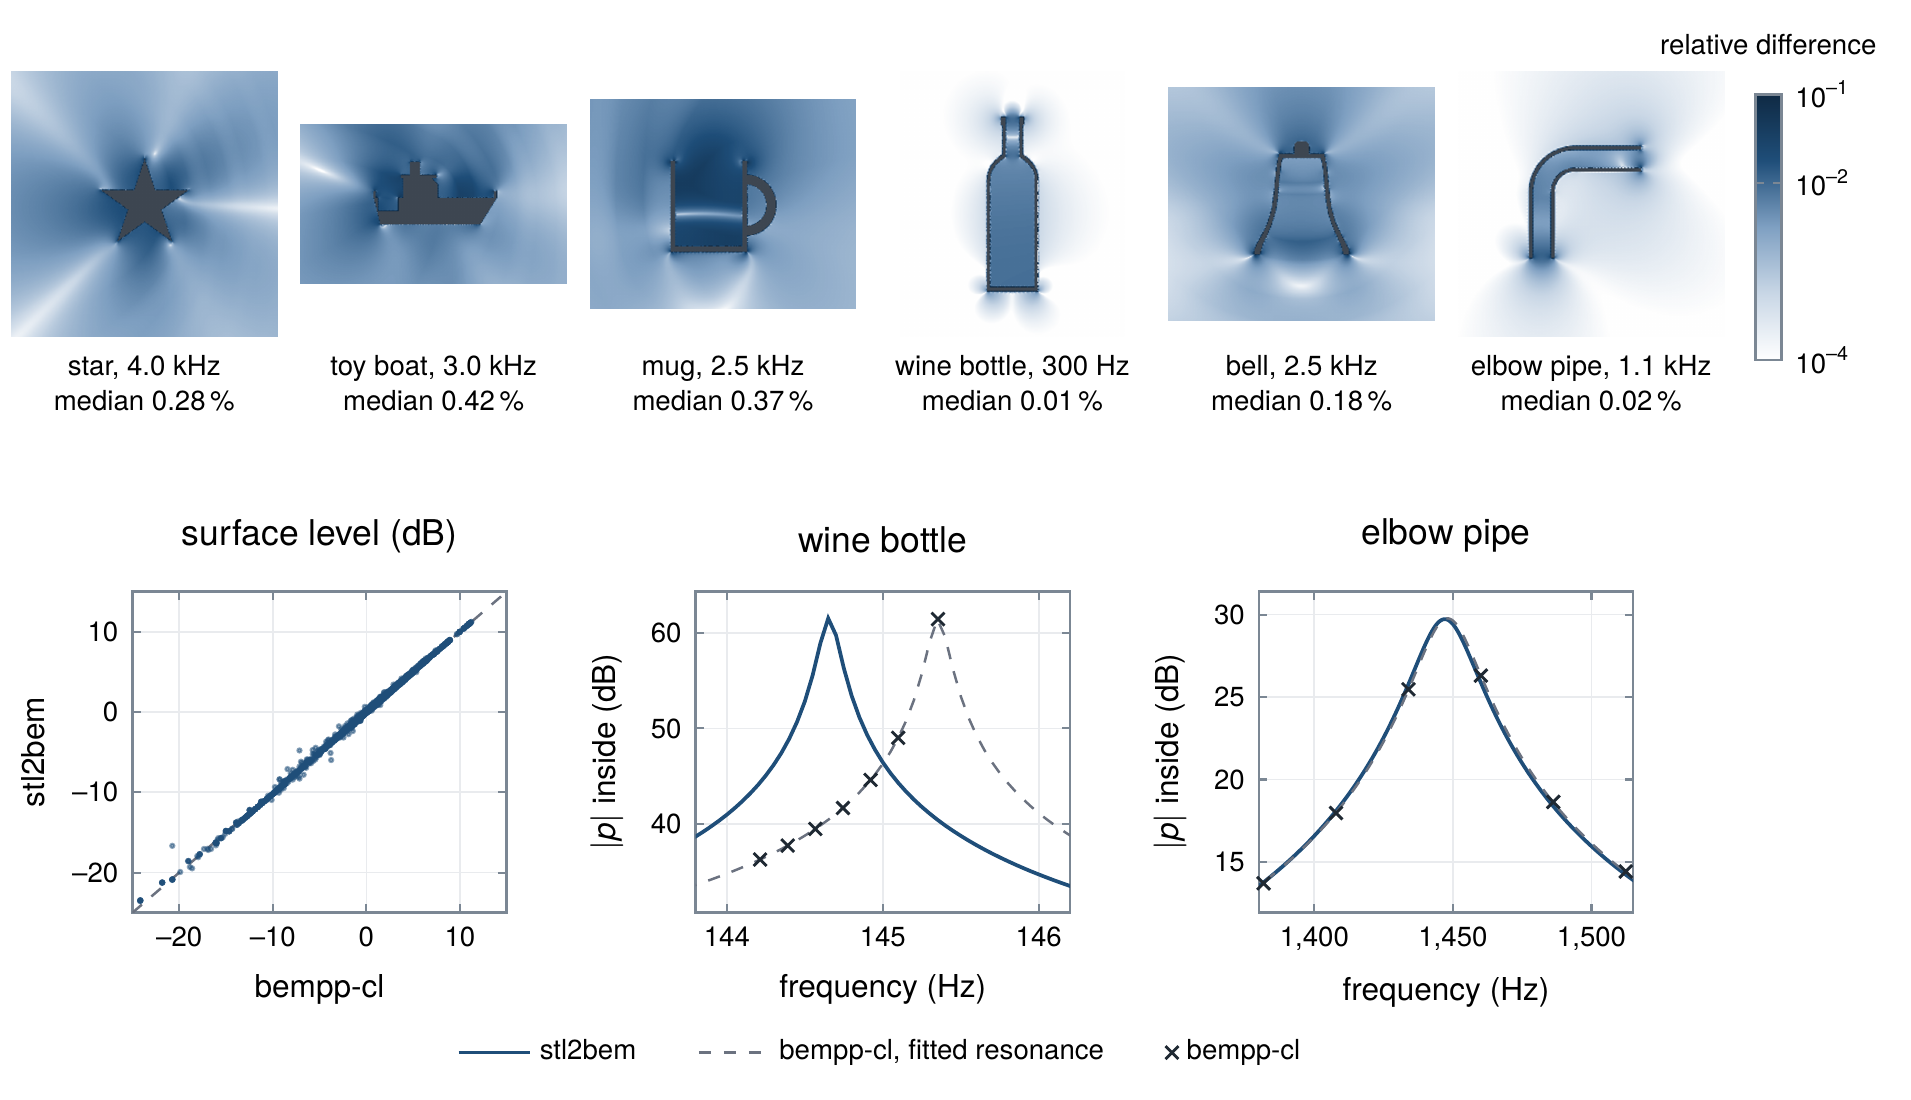 relative difference
10⁻¹
10⁻²
10⁻⁴
star, 4.0 kHz
median 0.28 %
toy boat, 3.0 kHz
median 0.42 %
mug, 2.5 kHz
median 0.37 %
wine bottle, 300 Hz
median 0.01 %
bell, 2.5 kHz
median 0.18 %
elbow pipe, 1.1 kHz
median 0.02 %
surface level (dB)
stl2bem
10
0
−10
−20
−20 −10 0 10
bempp-cl
wine bottle
|p| inside (dB)
60
50
40
144 145 146
frequency (Hz)
elbow pipe
|p| inside (dB)
30
25
20
15
1,400 1,450 1,500
frequency (Hz)
stl2bem
bempp-cl, fitted resonance
bempp-cl